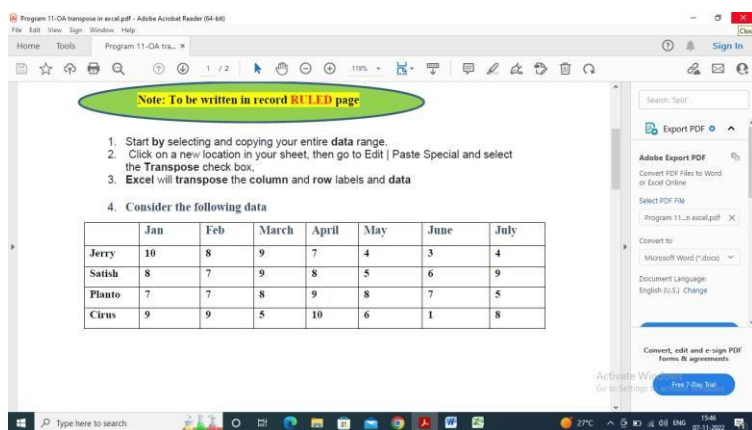 Program 11-OA transpose in excel.pdf - Adobe Acrobat Reader (64-bit)
File Edit View Sign Window Help
Clos
Home Tools Program 11-OA tra... × Sign In
1 / 2 119%
Note: To be written in record RULED page
1. Start by selecting and copying your entire data range.
2. Click on a new location in your sheet, then go to Edit | Paste Special and select
the Transpose check box,
3. Excel will transpose the column and row labels and data
4. Consider the following data
Jan Feb March April May June July
Jerry 10 8 9 7 4 3 4
Satish 8 7 9 8 5 6 9
Planto 7 7 8 9 8 7 5
Cirus 9 9 5 10 6 1 8
Search 'Split'
Export PDF
Adobe Export PDF
Convert PDF Files to Word
or Excel Online
Select PDF File
Program 11...n excel.pdf ×
Convert to
Microsoft Word (*.docx)
Document Language:
English (U.S.) Change
Convert, edit and e-sign PDF
forms & agreements
Free 7-Day Trial
Activate Windows
Go to Settings to
Type here to search
27°C ENG 15:46
07-11-2022